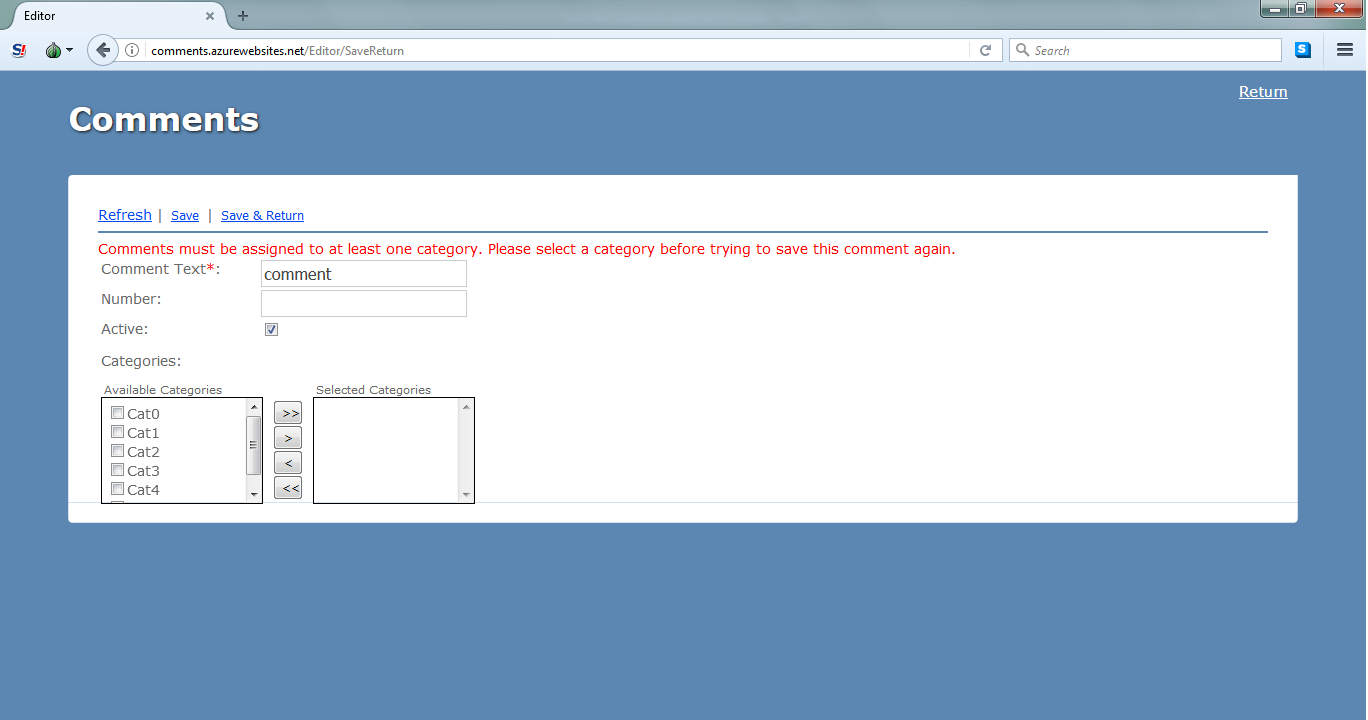 Editor
comments.azurewebsites.net/Editor/SaveReturn
Search
Return
Comments
Refresh | Save | Save & Return
Comments must be assigned to at least one category. Please select a category before trying to save this comment again.
Comment Text*: comment
Number:
Active:
Categories:
Available Categories Selected Categories
Cat0 >>
Cat1 >
Cat2
Cat3 <
Cat4 <<